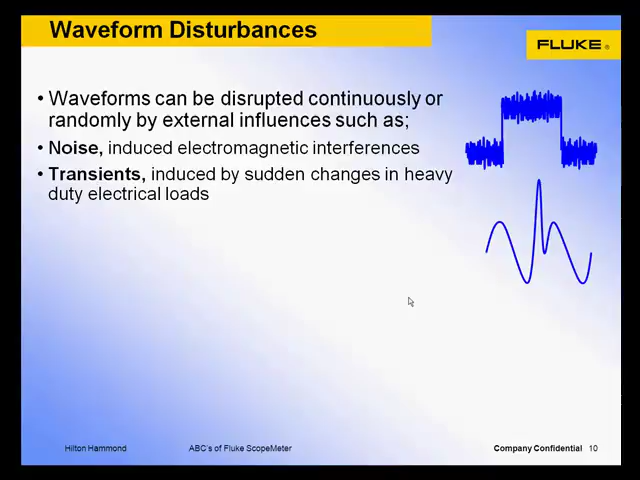 Waveform Disturbances
FLUKE ®
• Waveforms can be disrupted continuously or
randomly by external influences such as;
• Noise, induced electromagnetic interferences
• Transients, induced by sudden changes in heavy
duty electrical loads
Hilton Hammond
ABC's of Fluke ScopeMeter
Company Confidential 10